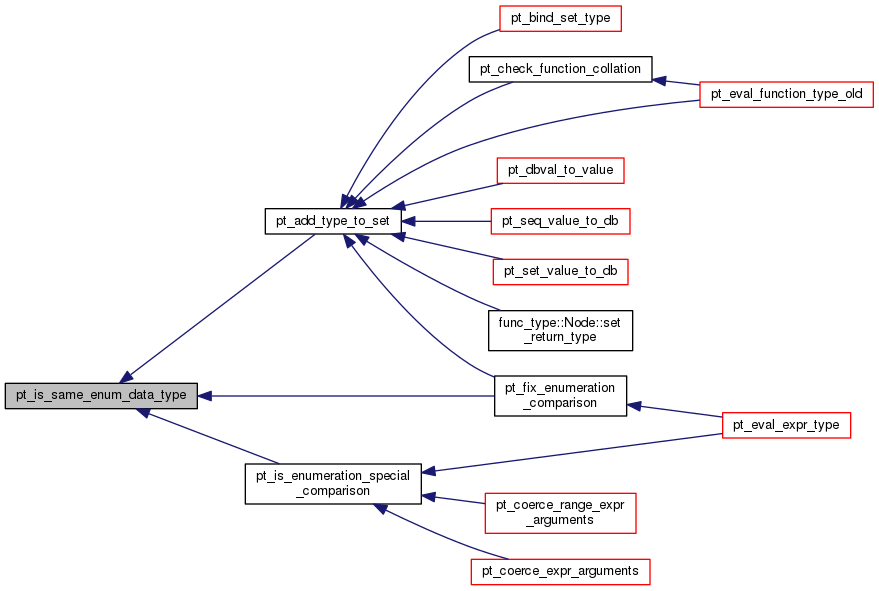 pt_bind_set_type
pt_check_function_collation
pt_eval_function_type_old
pt_dbval_to_value
pt_add_type_to_set
pt_seq_value_to_db
pt_set_value_to_db
func_type::Node::set
_return_type
pt_is_same_enum_data_type
pt_fix_enumeration
_comparison
pt_eval_expr_type
pt_is_enumeration_special
_comparison
pt_coerce_range_expr
_arguments
pt_coerce_expr_arguments